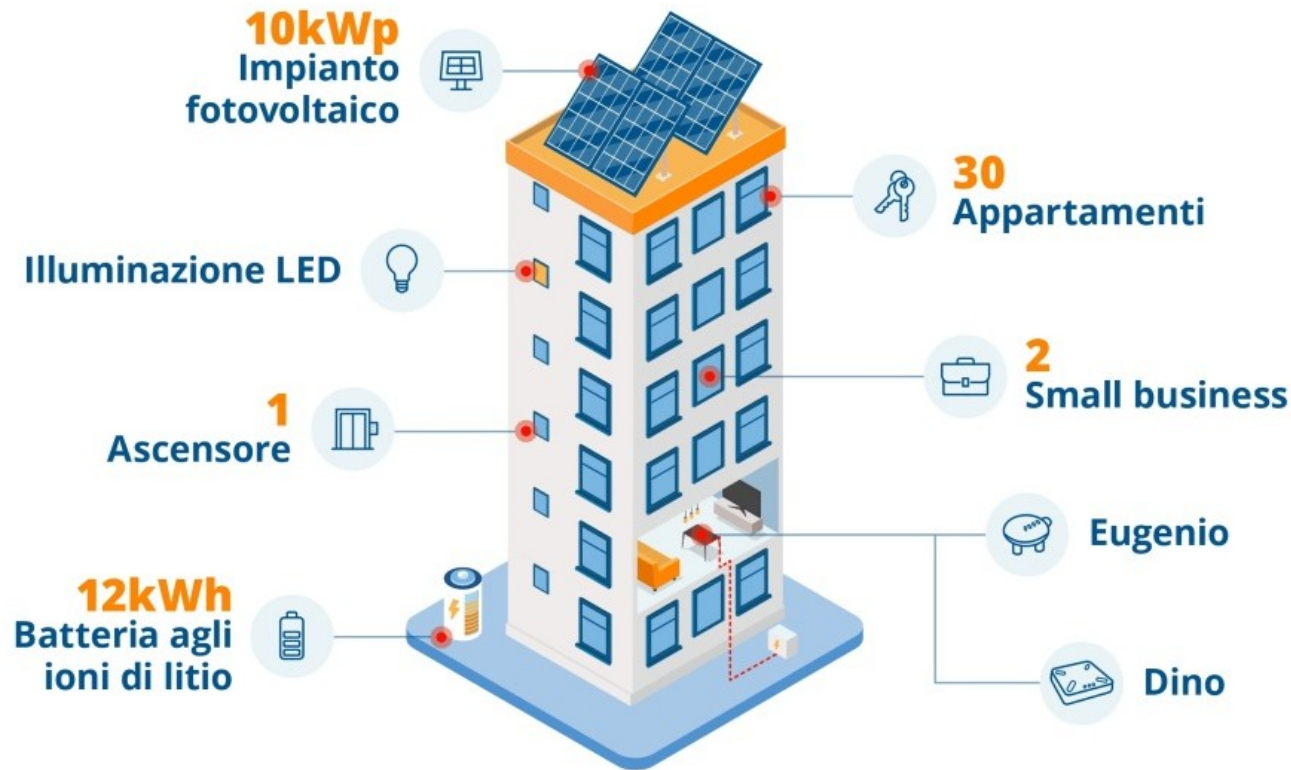 10kWp
Impianto
fotovoltaico
30
Appartamenti
Illuminazione LED
2
Small business
1
Ascensore
Eugenio
12kWh
Batteria agli
ioni di litio
Dino